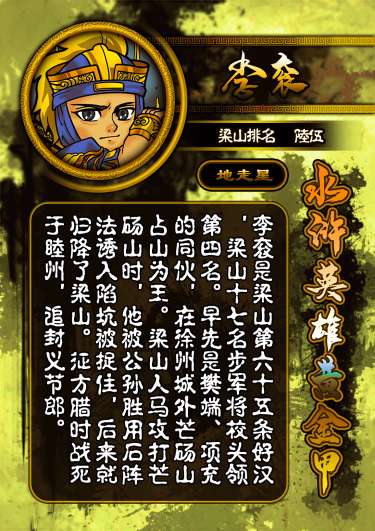 李衮
梁山排名 陸伍
地走星
水浒英雄黄金甲
李衮是梁山第六十五条好汉
，梁山十七名步军将校头领
第四名。早先是樊端、项充
的同伙，在徐州城外芒砀山
占山为王。梁山人马攻打芒
砀山时，他被公孙胜用石阵
法诱入陷坑被捉住，后来就
归降了梁山。征方腊时战死
于睦州，追封义节郎。